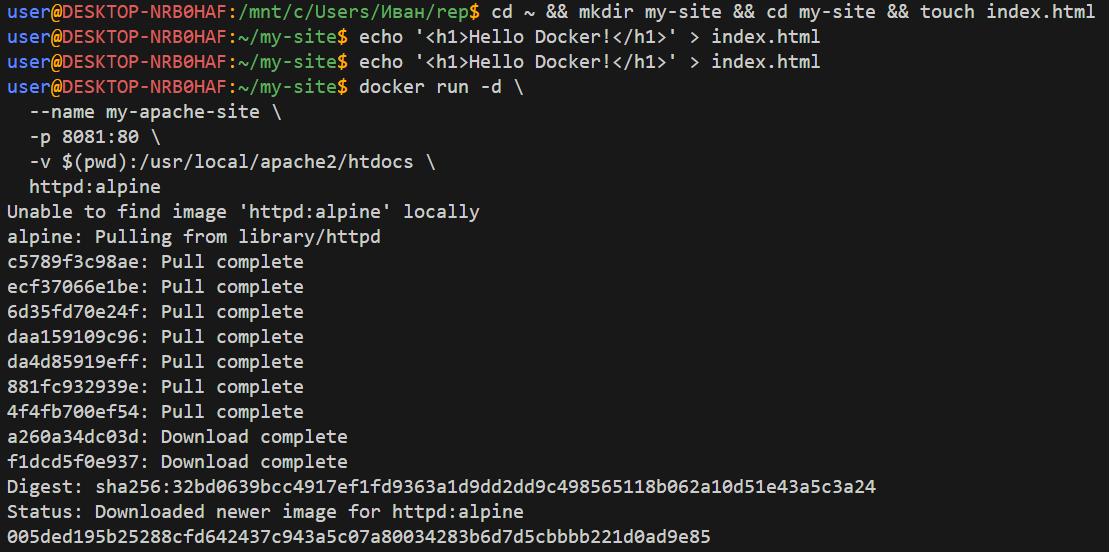 user@DESKTOP-NRB0HAF:/mnt/c/Users/Иван/rep$ cd ~ && mkdir my-site && cd my-site && touch index.html
user@DESKTOP-NRB0HAF:~/my-site$ echo '<h1>Hello Docker!</h1>' > index.html
user@DESKTOP-NRB0HAF:~/my-site$ echo '<h1>Hello Docker!</h1>' > index.html
user@DESKTOP-NRB0HAF:~/my-site$ docker run -d \
  --name my-apache-site \
  -p 8081:80 \
  -v $(pwd):/usr/local/apache2/htdocs \
  httpd:alpine
Unable to find image 'httpd:alpine' locally
alpine: Pulling from library/httpd
c5789f3c98ae: Pull complete
ecf37066e1be: Pull complete
6d35fd70e24f: Pull complete
daa159109c96: Pull complete
da4d85919eff: Pull complete
881fc932939e: Pull complete
4f4fb700ef54: Pull complete
a260a34dc03d: Download complete
f1dcd5f0e937: Download complete
Digest: sha256:32bd0639bcc4917ef1fd9363a1d9dd2dd9c498565118b062a10d51e43a5c3a24
Status: Downloaded newer image for httpd:alpine
005ded195b25288cfd642437c943a5c07a80034283b6d7d5cbbbb221d0ad9e85